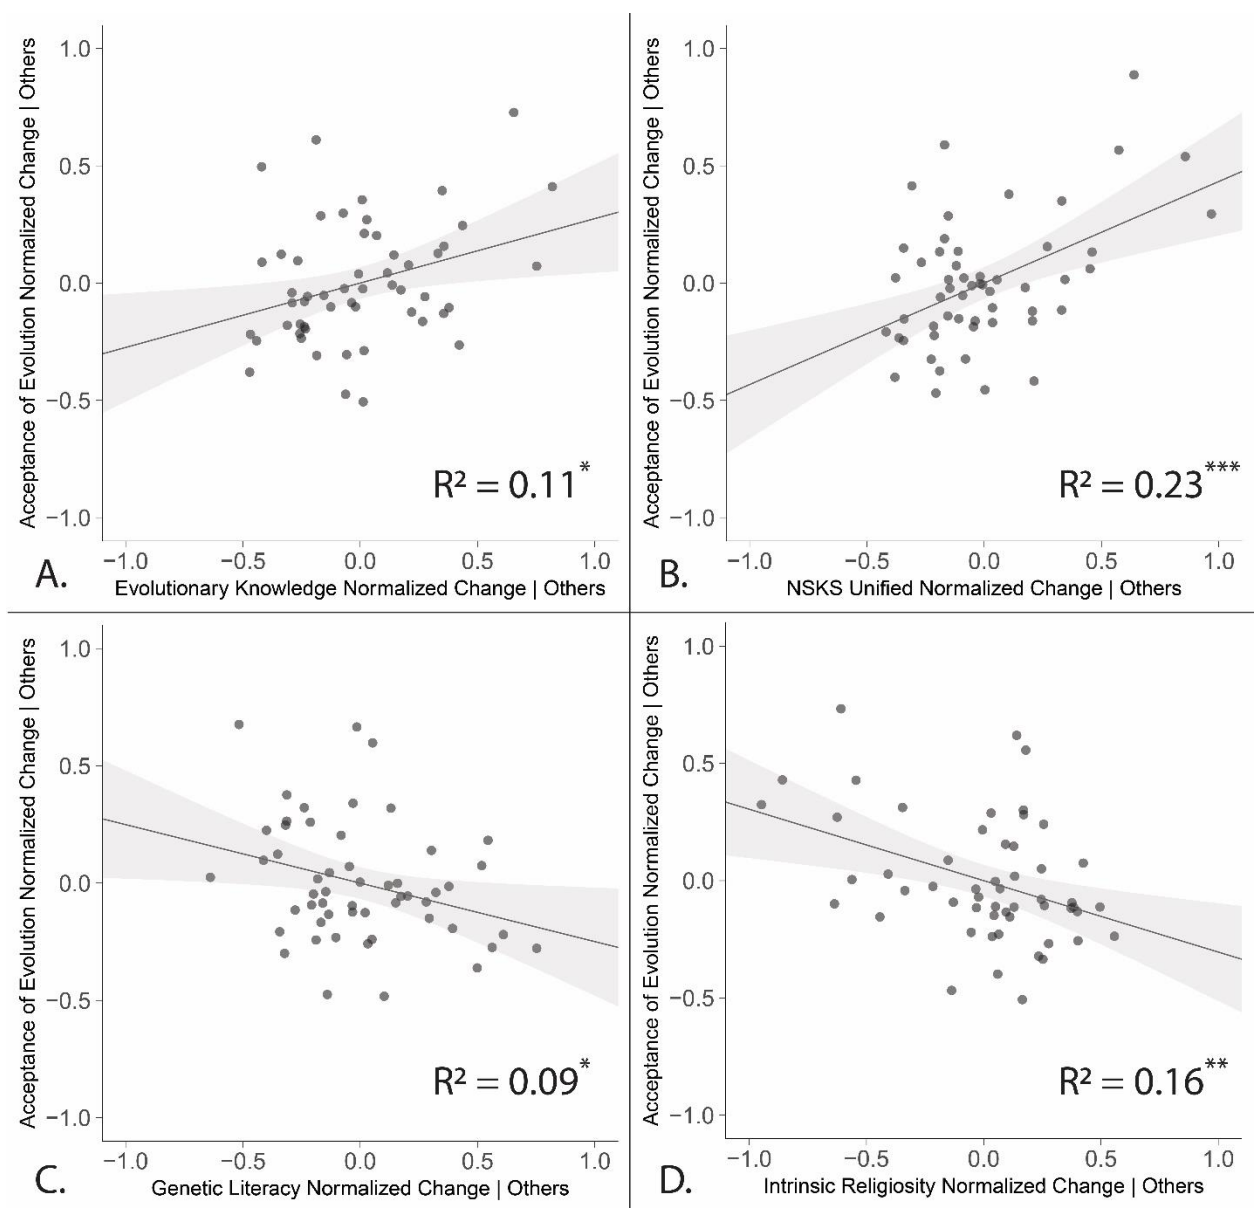 Acceptance of Evolution Normalized Change | Others
1.0
0.5
0.0
−0.5
−1.0
R² = 0.11*
−1.0 −0.5 0.0 0.5 1.0
A.
Evolutionary Knowledge Normalized Change | Others
Acceptance of Evolution Normalized Change | Others
1.0
0.5
0.0
−0.5
−1.0
R² = 0.23***
−1.0 −0.5 0.0 0.5 1.0
B.
NSKS Unified Normalized Change | Others
Acceptance of Evolution Normalized Change | Others
1.0
0.5
0.0
−0.5
−1.0
R² = 0.09*
−1.0 −0.5 0.0 0.5 1.0
C.
Genetic Literacy Normalized Change | Others
Acceptance of Evolution Normalized Change | Others
1.0
0.5
0.0
−0.5
−1.0
R² = 0.16**
−1.0 −0.5 0.0 0.5 1.0
D.
Intrinsic Religiosity Normalized Change | Others